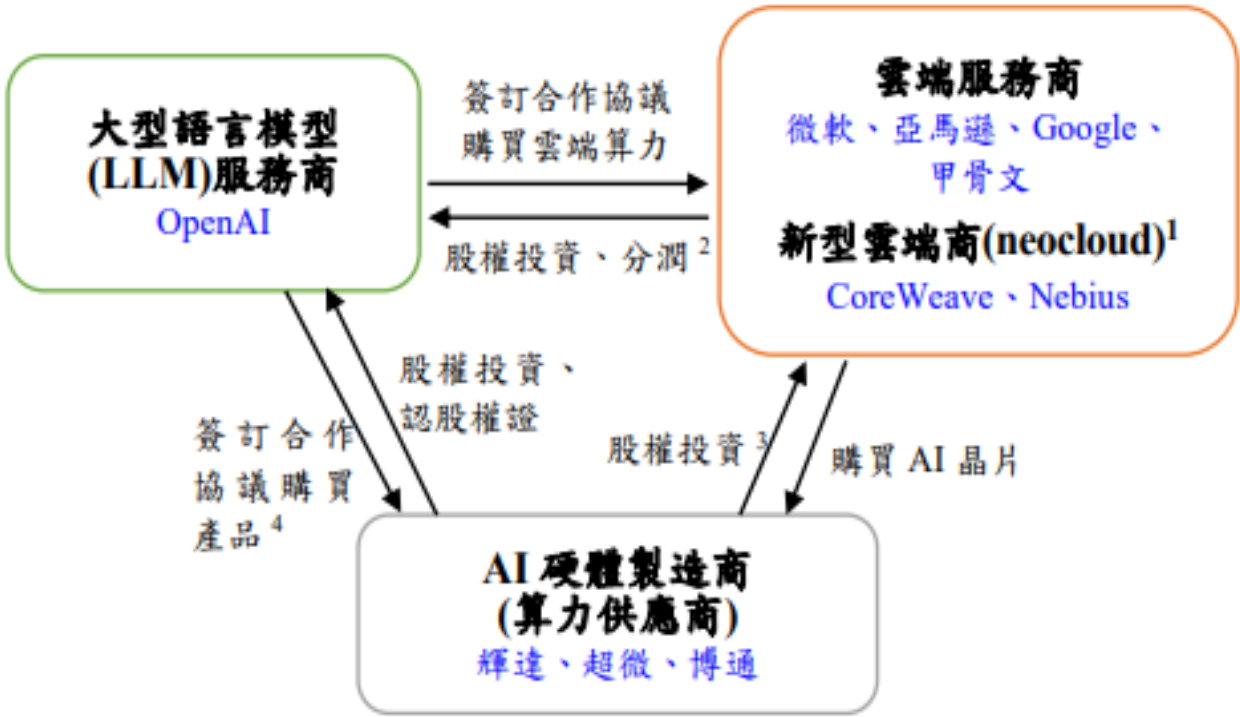 大型語言模型
(LLM)服務商
OpenAI
簽訂合作協議
購買雲端算力
股權投資、分潤 2
雲端服務商
微軟、亞馬遜、Google、
甲骨文
新型雲端商(neocloud)1
CoreWeave、Nebius
簽訂合作
協議購買
產品 4
股權投資、
認股權證
股權投資 3
購買 AI 晶片
AI 硬體製造商
(算力供應商)
輝達、超微、博通